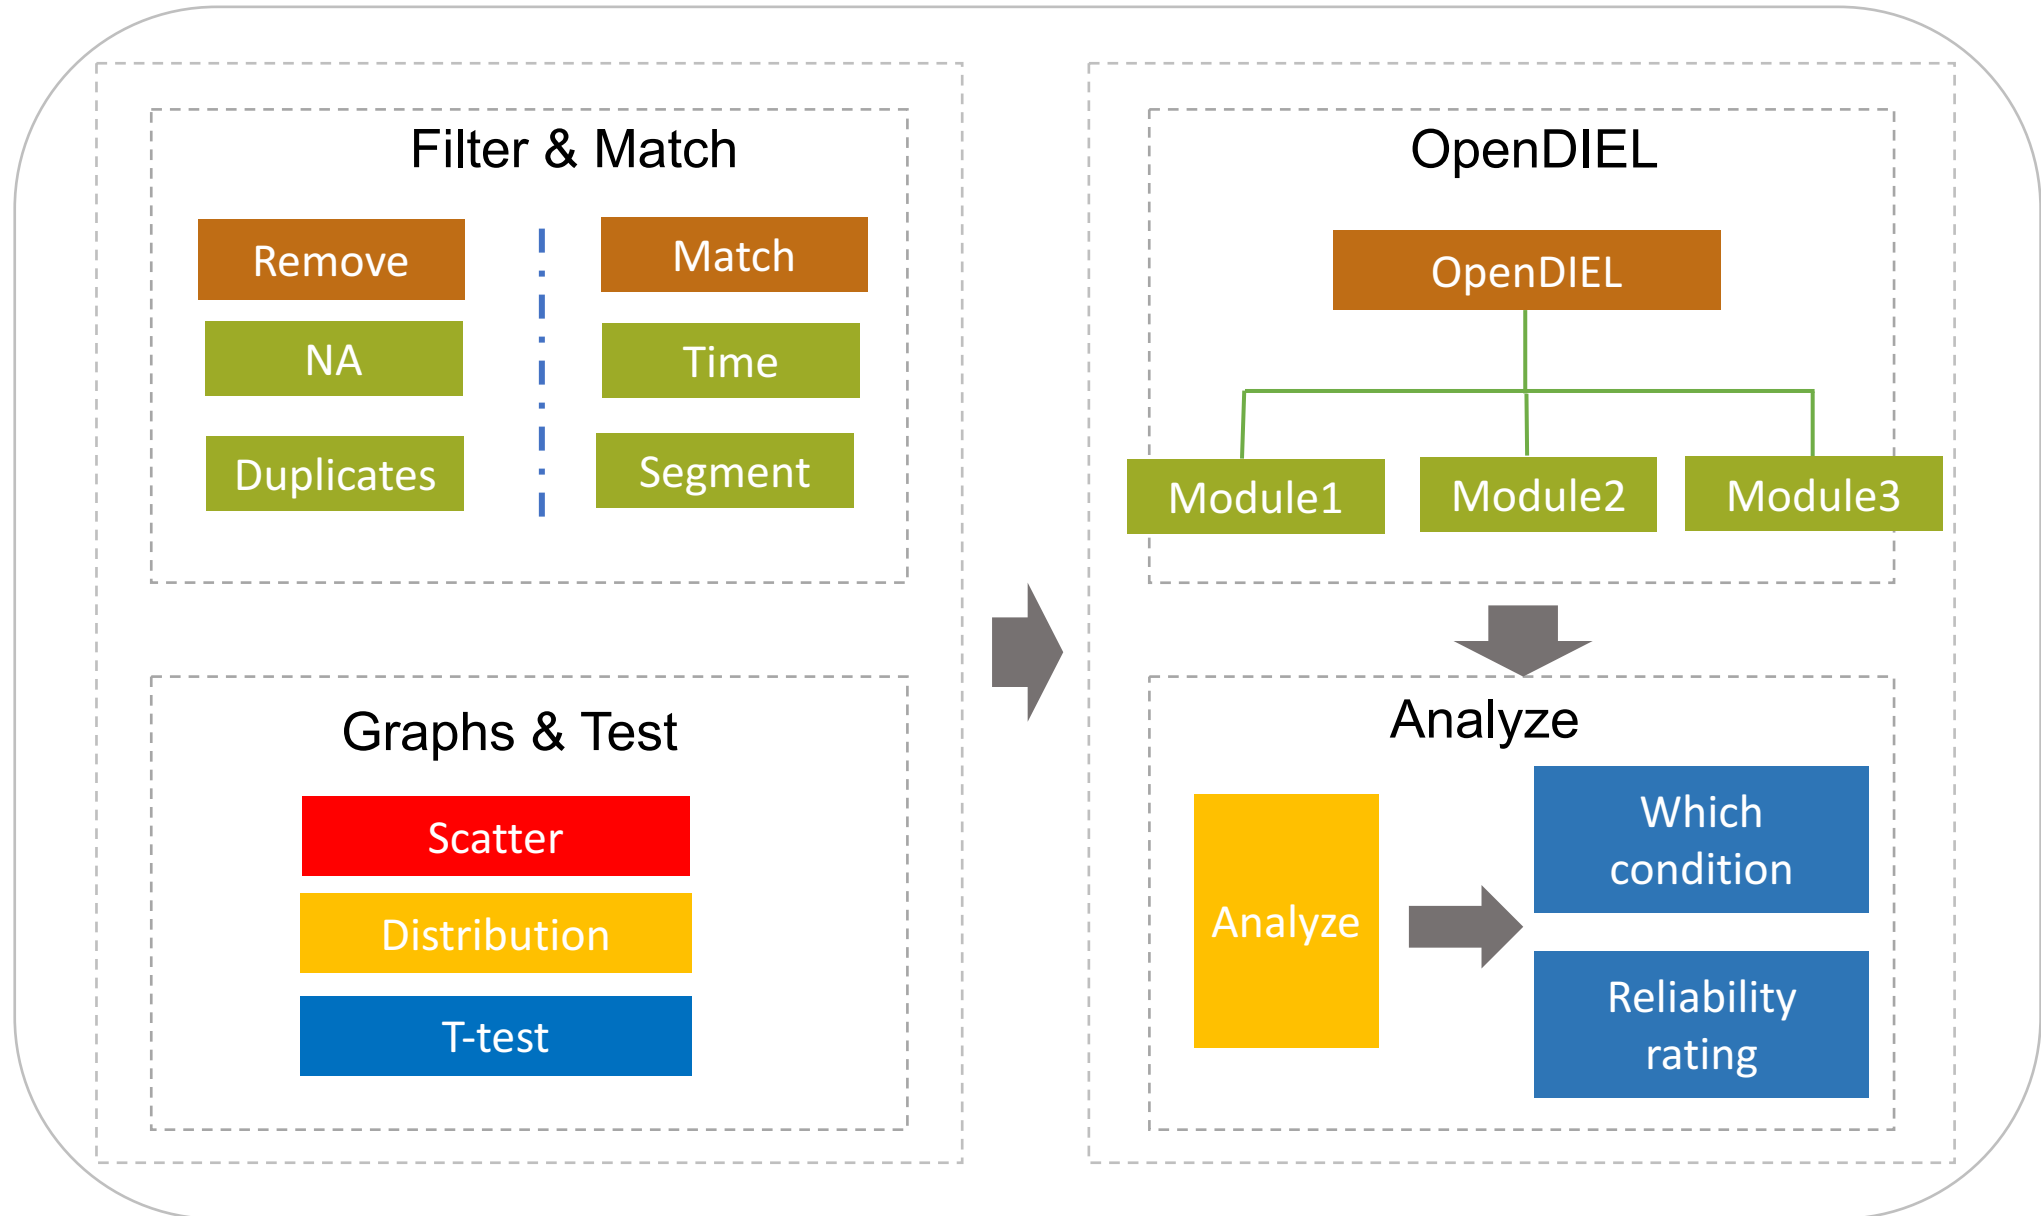 Filter & Match
Remove
NA
Duplicates
Match
Time
Segment
Graphs & Test
Scatter
Distribution
T-test
OpenDIEL
OpenDIEL
Module1
Module2
Module3
Analyze
Analyze
Which
condition
Reliability
rating